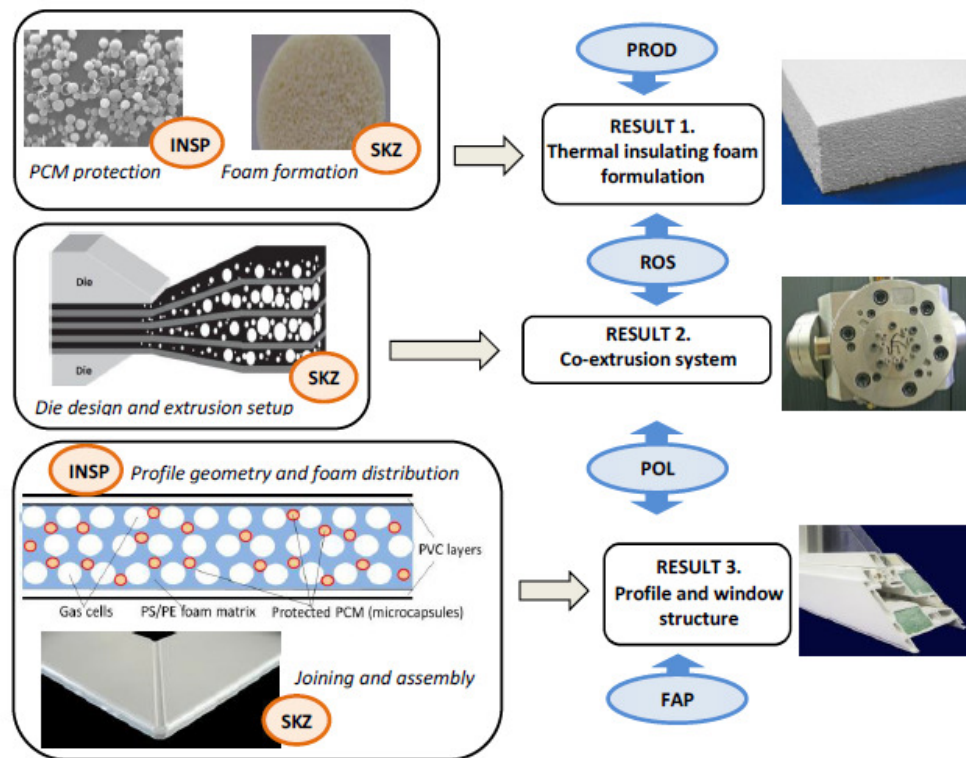 INSP
SKZ
PCM protection
Foam formation
PROD
RESULT 1.
Thermal insulating foam
formulation
Die
Die
SKZ
Die design and extrusion setup
ROS
RESULT 2.
Co-extrusion system
INSP
Profile geometry and foam distribution
PVC layers
Gas cells
PS/PE foam matrix
Protected PCM (microcapsules)
Joining and assembly
SKZ
POL
RESULT 3.
Profile and window
structure
FAP